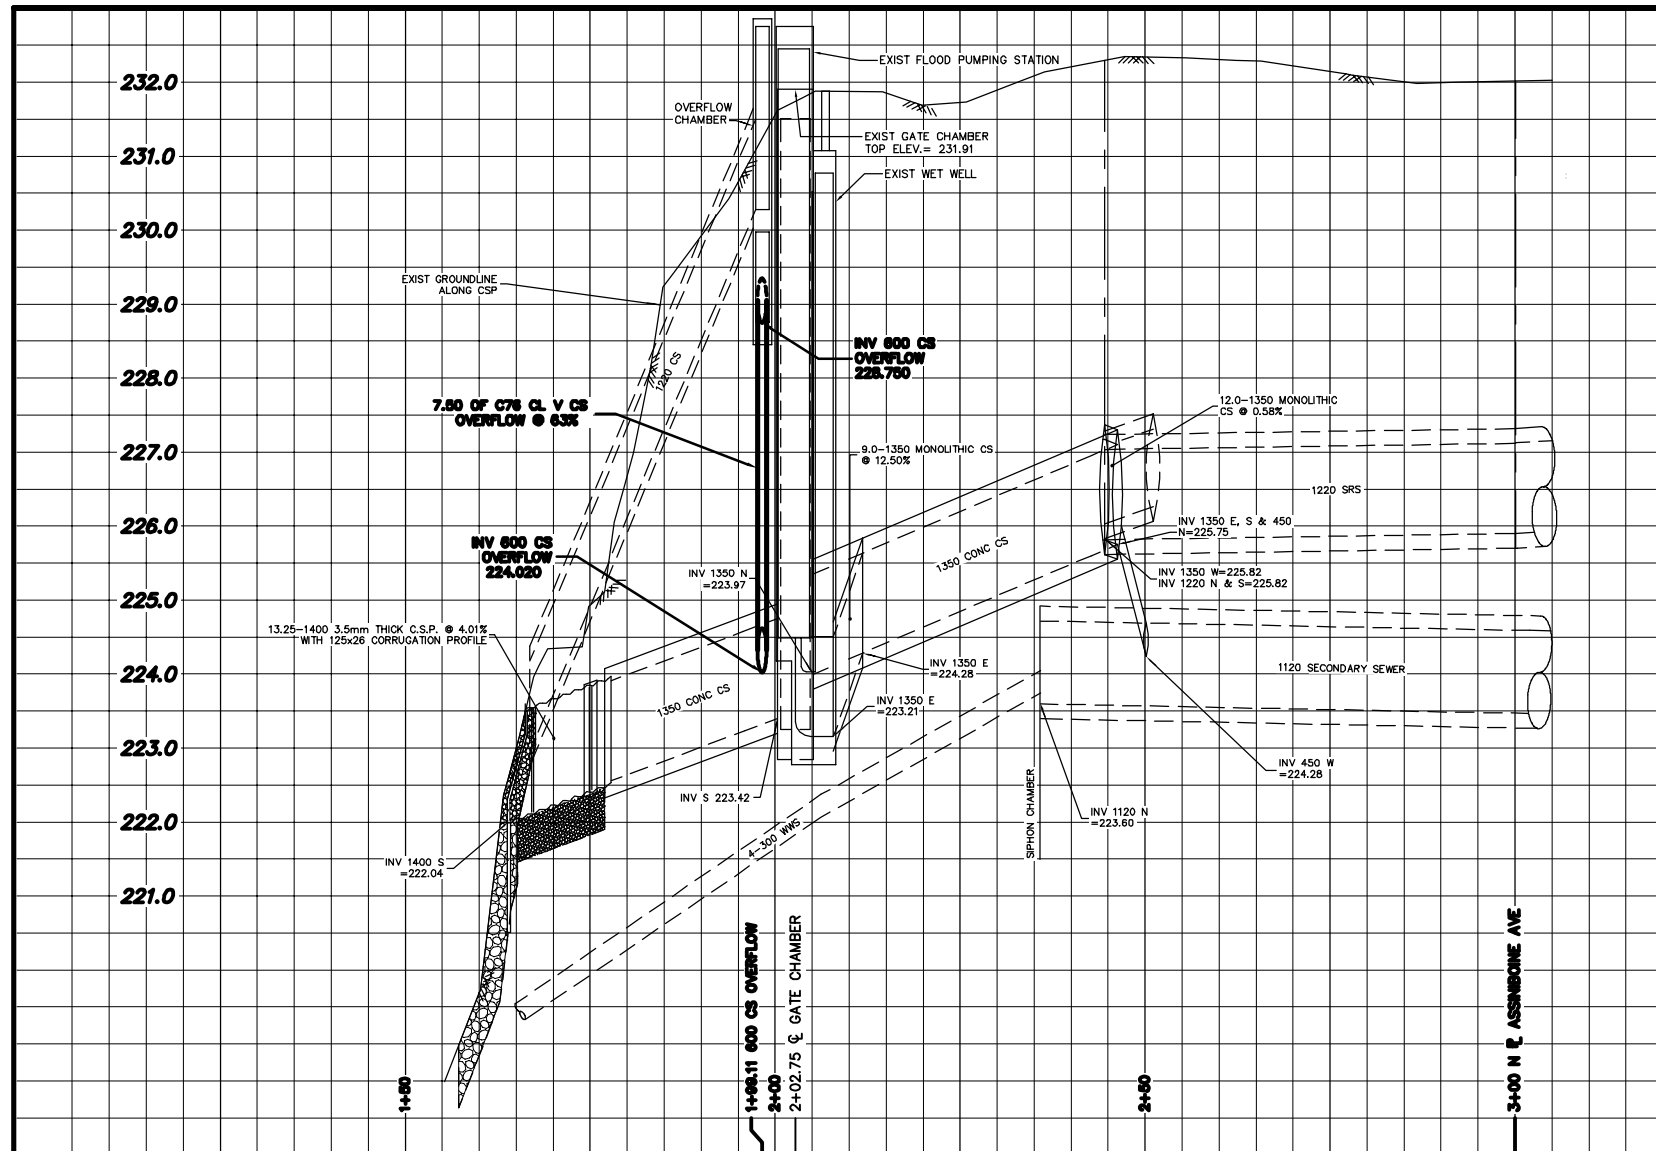 232.0
231.0
230.0
229.0
228.0
227.0
226.0
225.0
224.0
223.0
222.0
221.0
EXIST FLOOD PUMPING STATION
OVERFLOW
CHAMBER
EXIST GATE CHAMBER
TOP ELEV.= 231.91
EXIST WET WELL
EXIST GROUNDLINE
ALONG CSP
1220 CS
INV 600 CS
OVERFLOW
228.760
7.50 OF C76 CL V CS
OVERFLOW @ 63%
12.0-1350 MONOLITHIC
CS @ 0.58%
9.0-1350 MONOLITHIC CS
@ 12.50%
1220 SRS
INV 1350 E, S & 450
N=225.75
INV 600 CS
OVERFLOW
224.020
1350 CONC CS
INV 1350 N
=223.97
INV 1350 W=225.82
INV 1220 N & S=225.82
13.25-1400 3.5mm THICK C.S.P. @ 4.01%
WITH 125x26 CORRUGATION PROFILE
INV 1350 E
=224.28
1120 SECONDARY SEWER
1350 CONC CS
INV 1350 E
=223.21
INV 450 W
=224.28
INV S 223.42
INV 1120 N
=223.60
SIPHON CHAMBER
4-300 WWS
INV 1400 S
=222.04
1+50
1+98.11 600 CS OVERFLOW
2+00
2+02.75 ℄ GATE CHAMBER
2+50
3+00 N ⅊ ASSINIBOINE AVE